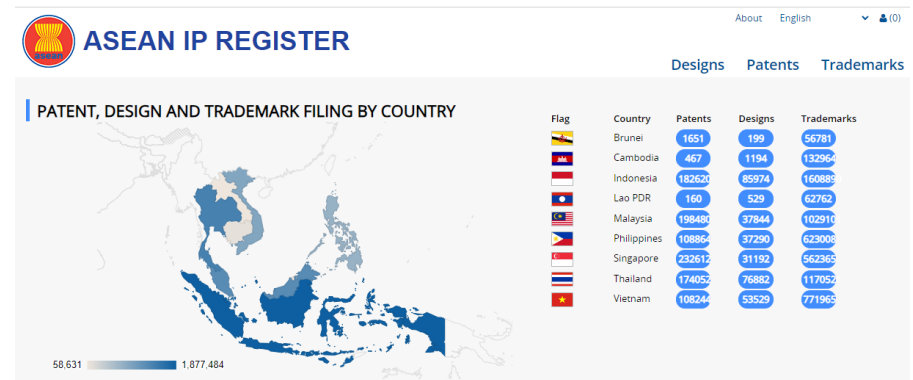 About English (0)
asean
ASEAN IP REGISTER
Designs Patents Trademarks
PATENT, DESIGN AND TRADEMARK FILING BY COUNTRY
Flag Country Patents Designs Trademarks
Brunei 1651 199 56781
Cambodia 467 1194 132964
Indonesia 182620 85974
Lao PDR 160 529 62762
Malaysia 198480 37844
Philippines 108864 37290 623008
Singapore 232612 31192 562365
Thailand 174052 76882
Vietnam 108244 53529 771965
58,631 1,877,484